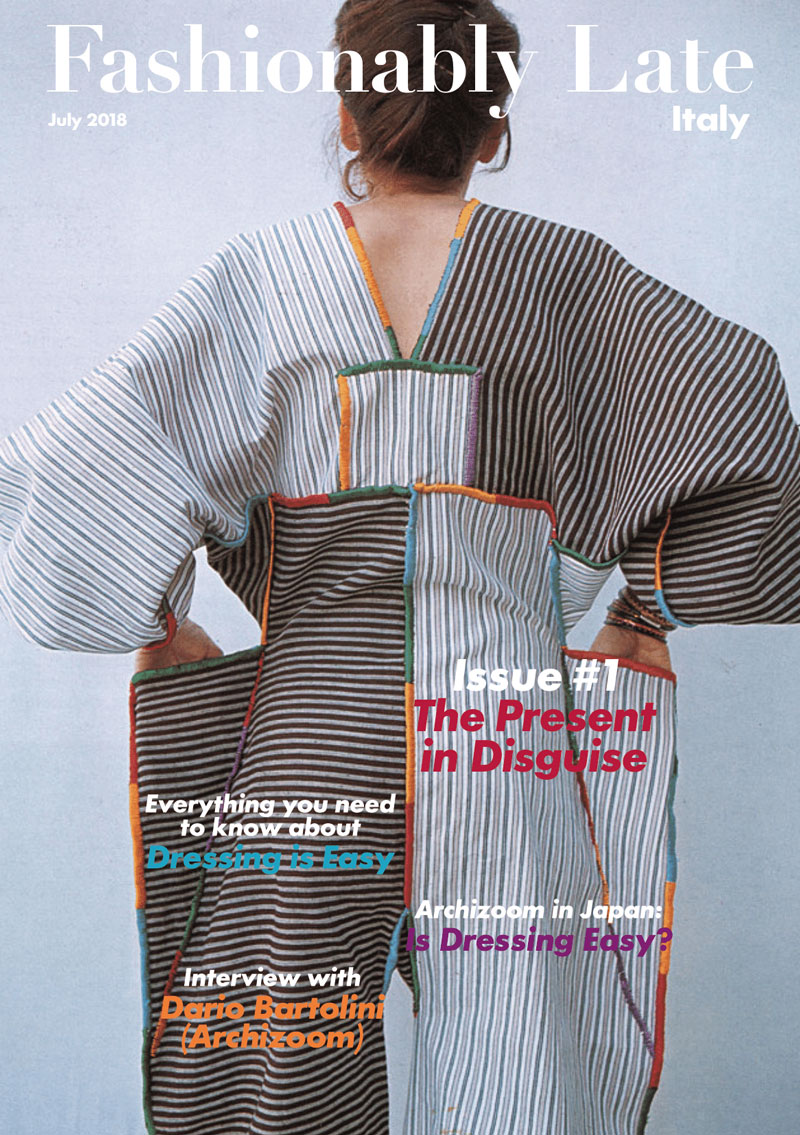 Fashionably Late
July 2018
Italy
Issue #1
The Present
in Disguise
Everything you need
to know about
Dressing is Easy
Archizoom in Japan:
Is Dressing Easy?
Interview with
Dario Bartolini
(Archizoom)